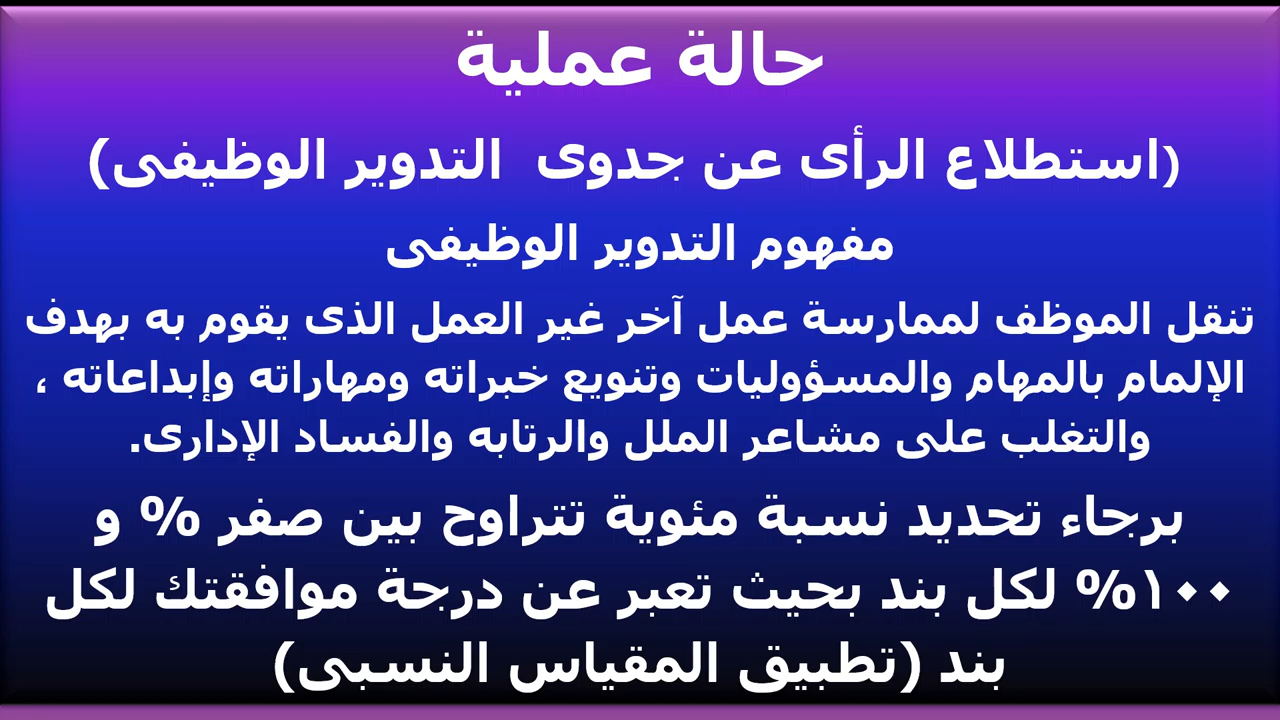 حالة عملية
(استطلاع الرأى عن جدوى التدوير الوظيفى)
مفهوم التدوير الوظيفى
تنقل الموظف لممارسة عمل آخر غير العمل الذى يقوم به بهدف
الإلمام بالمهام والمسؤوليات وتنويع خبراته ومهاراته وإبداعاته ،
والتغلب على مشاعر الملل والرتابه والفساد الإدارى.
برجاء تحديد نسبة مئوية تتراوح بين صفر % و
١٠٠% لكل بند بحيث تعبر عن درجة موافقتك لكل
بند (تطبيق المقياس النسبى)